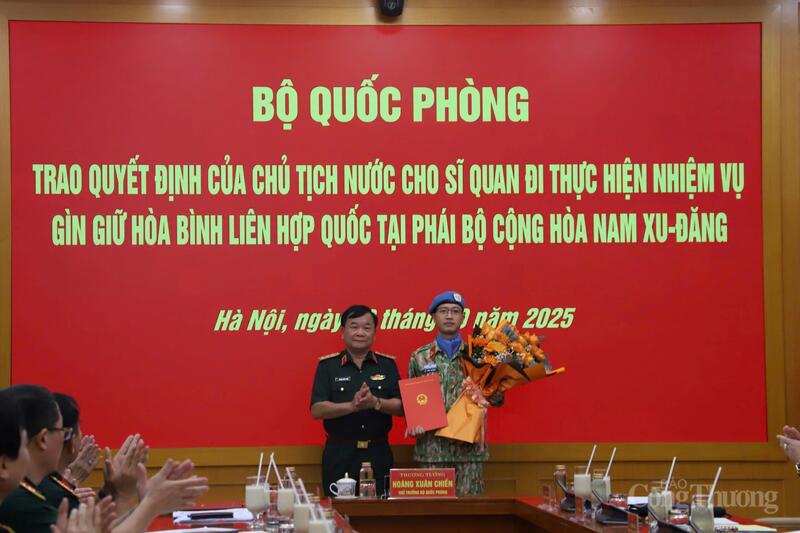 BỘ QUỐC PHÒNG
TRAO QUYẾT ĐỊNH CỦA CHỦ TỊCH NƯỚC CHO SĨ QUAN ĐI THỰC HIỆN NHIỆM VỤ
GÌN GIỮ HÒA BÌNH LIÊN HỢP QUỐC TẠI PHÁI BỘ CỘNG HÒA NAM XU-ĐĂNG
Hà Nội, ngày tháng năm 2025
THƯỢNG TƯỚNG
HOÀNG XUÂN CHIẾN
THỨ TRƯỞNG BỘ QUỐC PHÒNG
BÁO
Công Thương